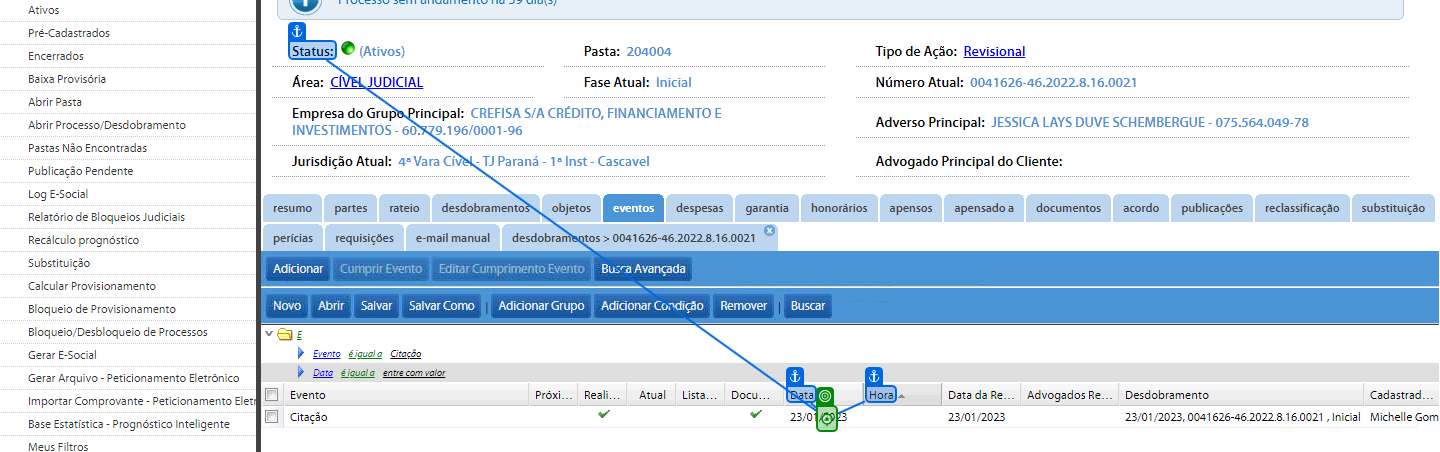 Ativos
Pré-Cadastrados
Encerrados
Baixa Provisória
Abrir Pasta
Abrir Processo/Desdobramento
Pastas Não Encontradas
Publicação Pendente
Log E-Social
Relatório de Bloqueios Judiciais
Recálculo prognóstico
Substituição
Calcular Provisionamento
Bloqueio de Provisionamento
Bloqueio/Desbloqueio de Processos
Gerar E-Social
Gerar Arquivo - Peticionamento Eletrônico
Importar Comprovante - Peticionamento Eletr
Base Estatística - Prognóstico Inteligente
Meus Filtros
Processo sem andamento há 59 dia(s)
Status: (Ativos) Pasta: 204004 Tipo de Ação: Revisional
Área: CÍVEL JUDICIAL Fase Atual: Inicial Número Atual: 0041626-46.2022.8.16.0021
Empresa do Grupo Principal: CREFISA S/A CRÉDITO, FINANCIAMENTO E
INVESTIMENTOS - 60.779.196/0001-96
Adverso Principal: JESSICA LAYS DUVE SCHEMBERGUE - 075.564.049-78
Jurisdição Atual: 4ª Vara Cível - TJ Paraná - 1ª Inst - Cascavel Advogado Principal do Cliente:
resumo partes rateio desdobramentos objetos eventos despesas garantia honorários apensos apensado a documentos acordo publicações reclassificação substituição
perícias requisições e-mail manual desdobramentos > 0041626-46.2022.8.16.0021
Adicionar Cumprir Evento Editar Cumprimento Evento Busca Avançada
Novo Abrir Salvar Salvar Como | Adicionar Grupo Adicionar Condição Remover | Buscar
E
Evento é igual a Citação
Data é igual a entre com valor
Evento Próxi... Reali... Atual Lista... Docu... Data Hora Data da Re... Advogados Re... Desdobramento Cadastrad...
Citação 23/01/2023 23/01/2023 23/01/2023, 0041626-46.2022.8.16.0021 , Inicial Michelle Gom